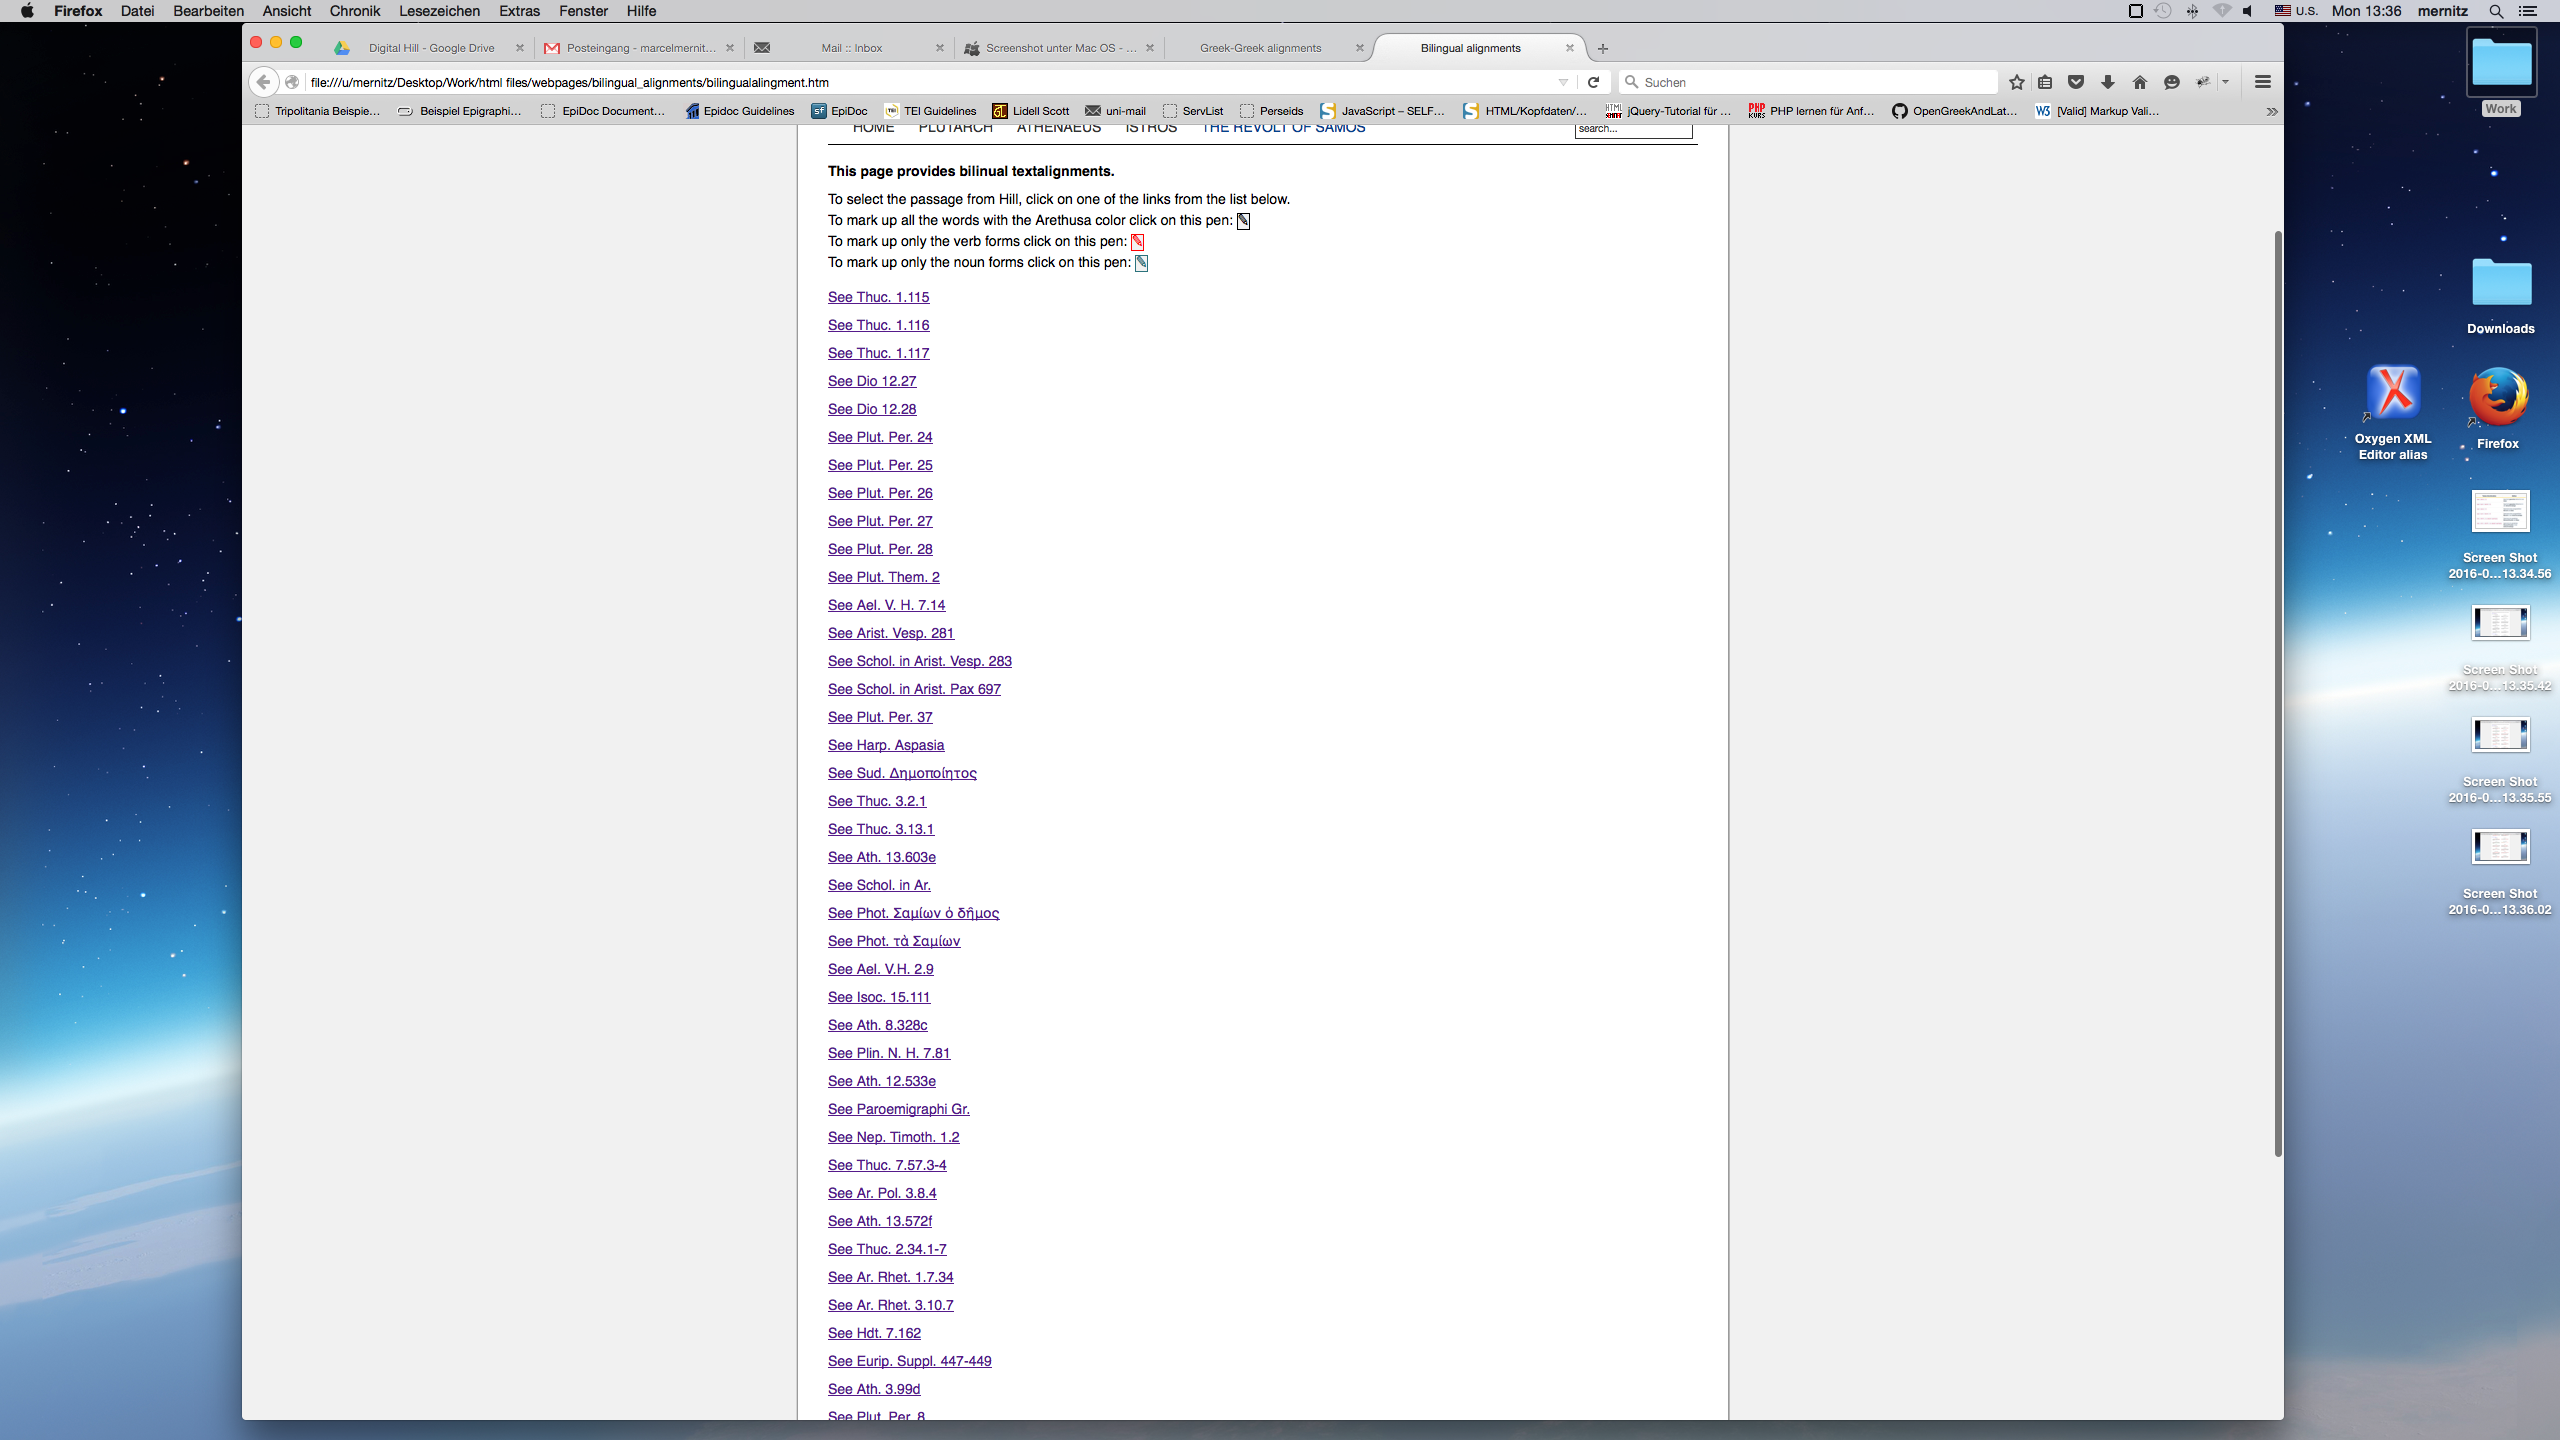 Firefox Datei Bearbeiten Ansicht Chronik Lesezeichen Extras Fenster Hilfe U.S. Mon 13:36 mernitz
Digital Hill - Google Drive Posteingang - marcelmernit... Mail :: Inbox Screenshot unter Mac OS - ... Greek-Greek alignments Bilingual alignments
file:///u/mernitz/Desktop/Work/html files/webpages/bilingual_alignments/bilingualalingment.htm Suchen
Tripolitania Beispie... Beispiel Epigraphi... EpiDoc Document... Epidoc Guidelines EpiDoc TEI Guidelines Lidell Scott uni-mail ServList Perseids JavaScript – SELF... HTML/Kopfdaten/... jQuery-Tutorial für ... PHP lernen für Anf... OpenGreekAndLat... [Valid] Markup Vali...
HOME PLUTARCH ATHENAEUS ISTROS THE REVOLT OF SAMOS search...
This page provides bilinual textalignments.
To select the passage from Hill, click on one of the links from the list below.
To mark up all the words with the Arethusa color click on this pen: ✎
To mark up only the verb forms click on this pen: ✎
To mark up only the noun forms click on this pen: ✎
See Thuc. 1.115
See Thuc. 1.116
See Thuc. 1.117
See Dio 12.27
See Dio 12.28
See Plut. Per. 24
See Plut. Per. 25
See Plut. Per. 26
See Plut. Per. 27
See Plut. Per. 28
See Plut. Them. 2
See Ael. V. H. 7.14
See Arist. Vesp. 281
See Schol. in Arist. Vesp. 283
See Schol. in Arist. Pax 697
See Plut. Per. 37
See Harp. Aspasia
See Sud. Δημοποίητος
See Thuc. 3.2.1
See Thuc. 3.13.1
See Ath. 13.603e
See Schol. in Ar.
See Phot. Σαμίων ὁ δῆμος
See Phot. τὰ Σαμίων
See Ael. V.H. 2.9
See Isoc. 15.111
See Ath. 8.328c
See Plin. N. H. 7.81
See Ath. 12.533e
See Paroemigraphi Gr.
See Nep. Timoth. 1.2
See Thuc. 7.57.3-4
See Ar. Pol. 3.8.4
See Ath. 13.572f
See Thuc. 2.34.1-7
See Ar. Rhet. 1.7.34
See Ar. Rhet. 3.10.7
See Hdt. 7.162
See Eurip. Suppl. 447-449
See Ath. 3.99d
See Plut. Per. 8
Work
Downloads
Oxygen XML
Editor alias
Firefox
Screen Shot
2016-0...13.34.56
Screen Shot
2016-0...13.35.42
Screen Shot
2016-0...13.35.55
Screen Shot
2016-0...13.36.02